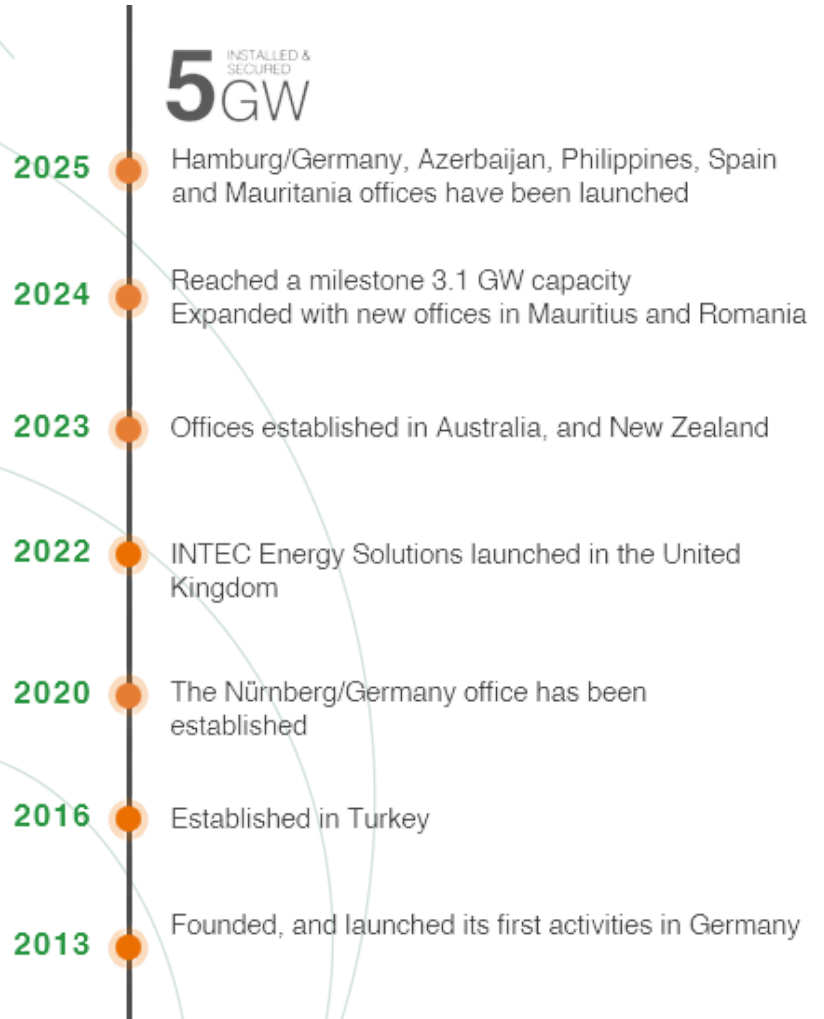 5 INSTALLED &
SECURED
GW
2025
Hamburg/Germany, Azerbaijan, Philippines, Spain
and Mauritania offices have been launched
2024
Reached a milestone 3.1 GW capacity
Expanded with new offices in Mauritius and Romania
2023
Offices established in Australia, and New Zealand
2022
INTEC Energy Solutions launched in the United
Kingdom
2020
The Nürnberg/Germany office has been
established
2016
Established in Turkey
2013
Founded, and launched its first activities in Germany